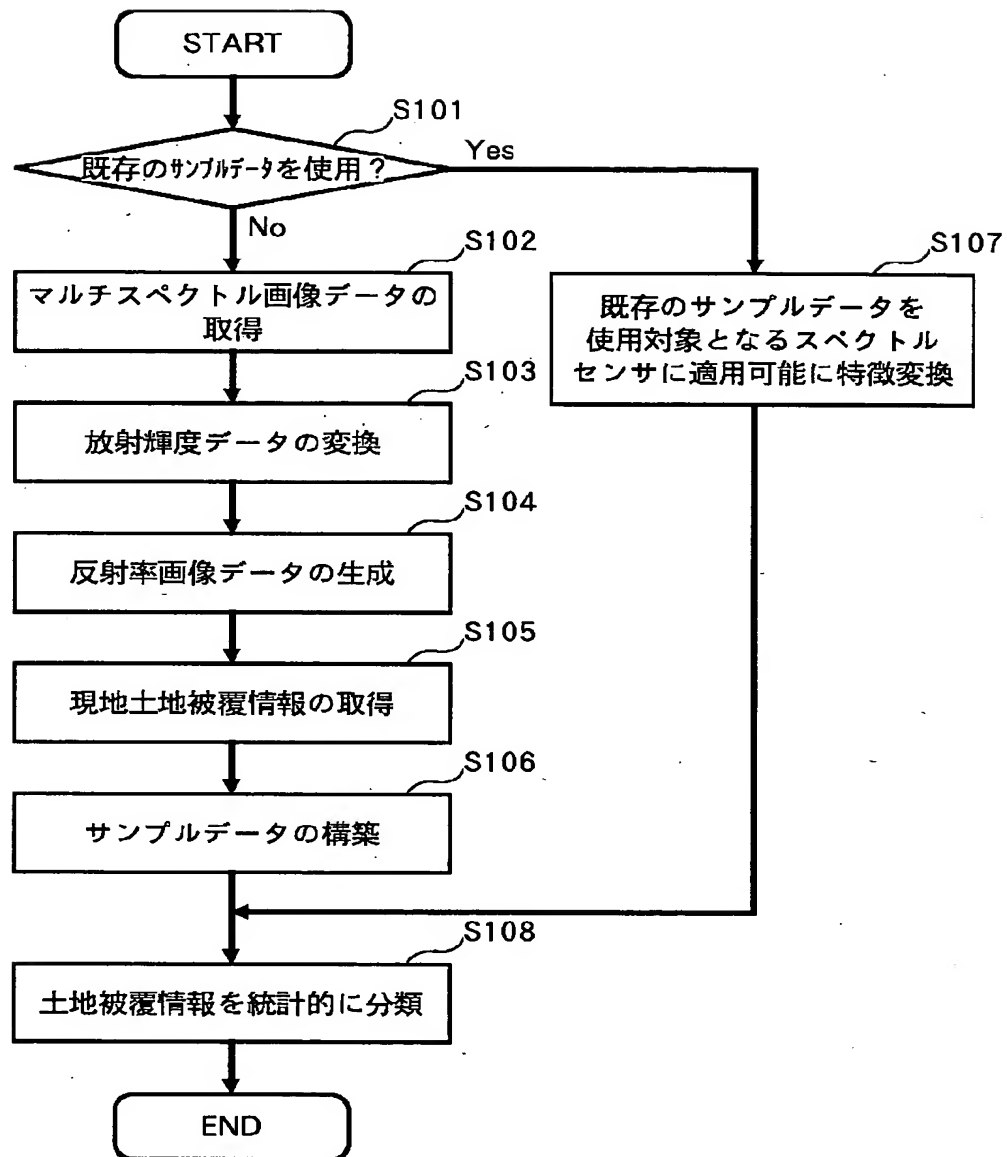 START
S101
既存のサンプルデータを使用？
Yes
No
S102
マルチスペクトル画像データの
取得
S107
既存のサンプルデータを
使用対象となるスペクトル
センサに適用可能に特徴変換
S103
放射輝度データの変換
S104
反射率画像データの生成
S105
現地土地被覆情報の取得
S106
サンプルデータの構築
S108
土地被覆情報を統計的に分類
END